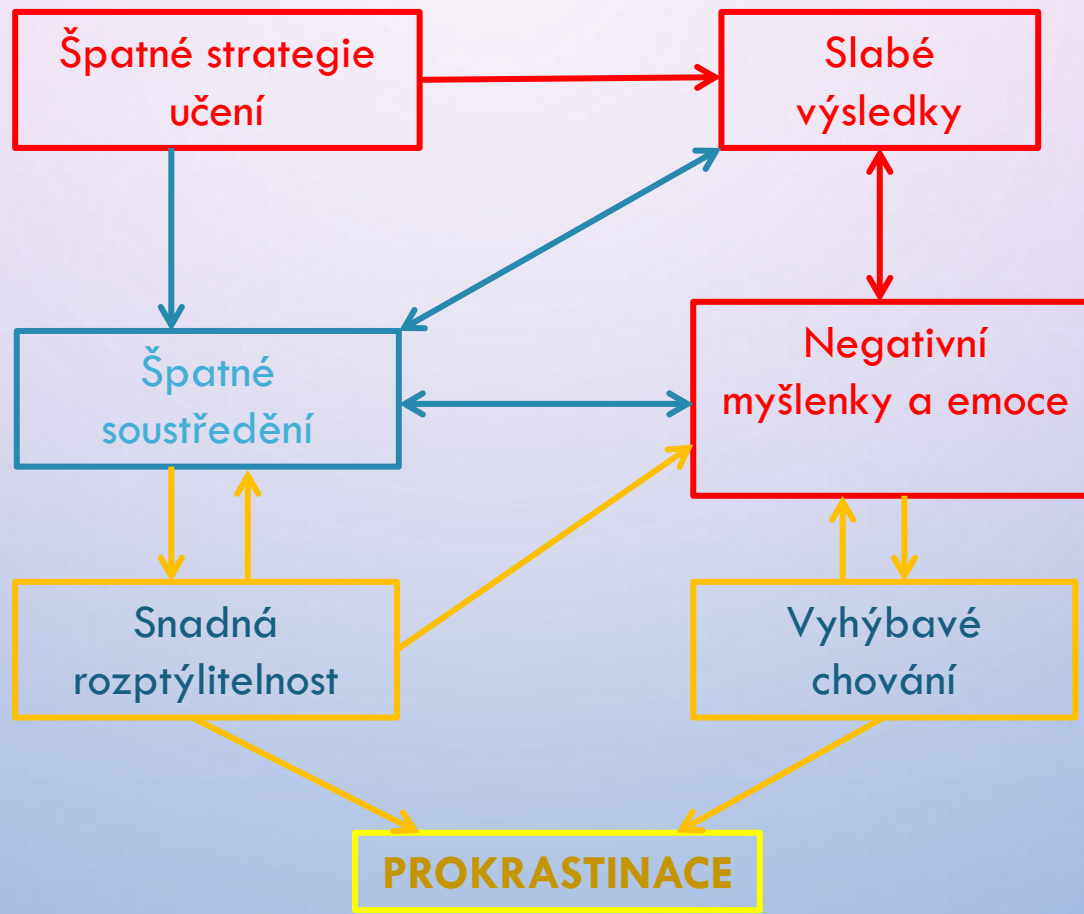 Špatné strategie
učení
Slabé
výsledky
Špatné
soustředění
Negativní
myšlenky a emoce
Snadná
rozptýlitelnost
Vyhýbavé
chování
PROKRASTINACE